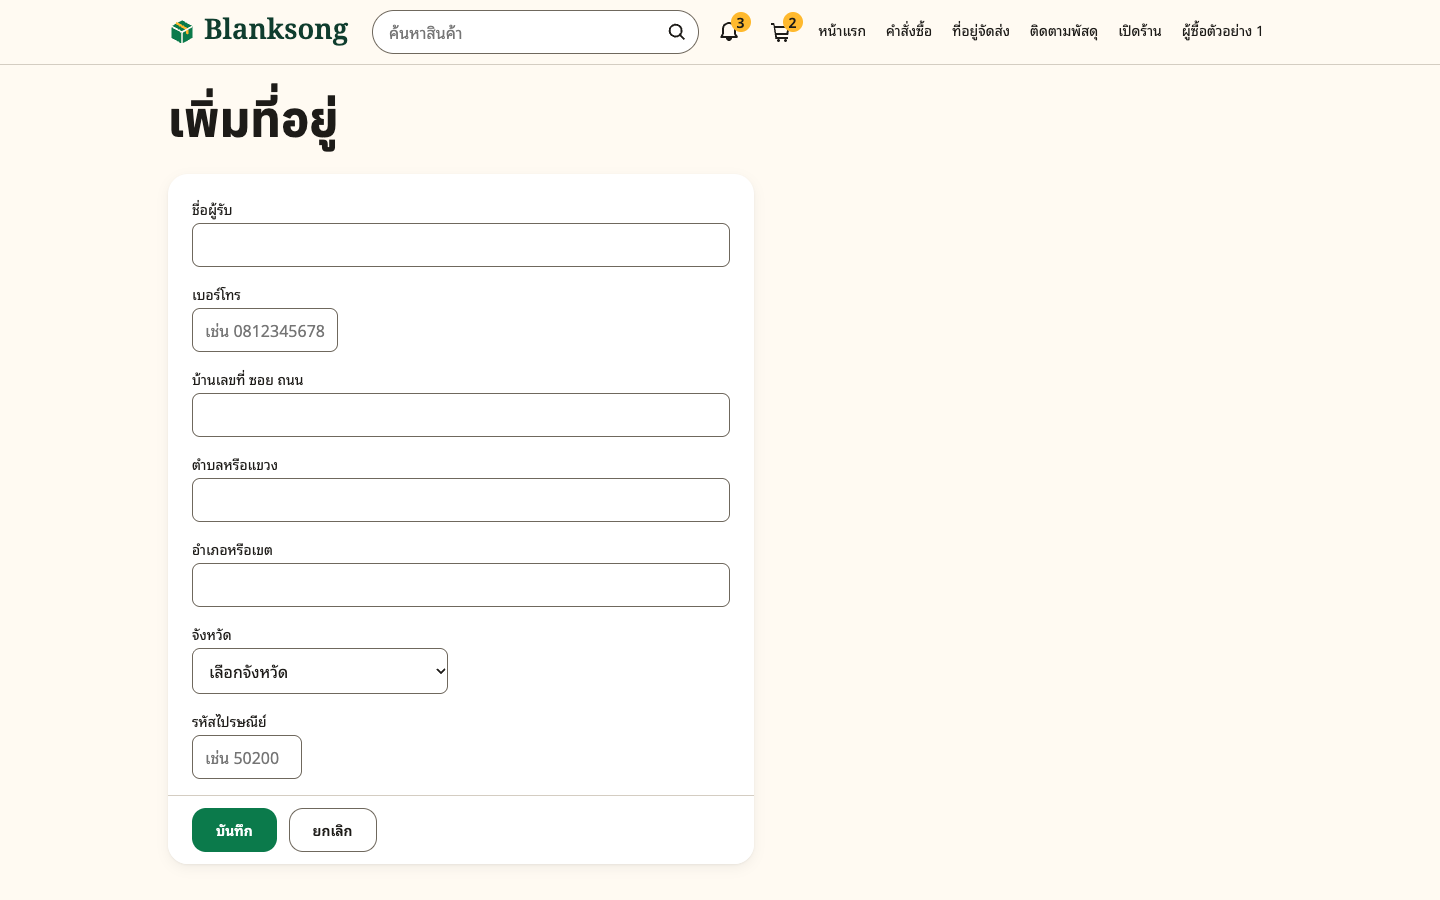 Blanksong
ค้นหาสินค้า
3
2
หน้าแรก
คำสั่งซื้อ
ที่อยู่จัดส่ง
ติดตามพัสดุ
เปิดร้าน
ผู้ซื้อตัวอย่าง 1
เพิ่มที่อยู่
ชื่อผู้รับ
เบอร์โทร
เช่น 0812345678
บ้านเลขที่ ซอย ถนน
ตำบลหรือแขวง
อำเภอหรือเขต
จังหวัด
เลือกจังหวัด
รหัสไปรษณีย์
เช่น 50200
บันทึก
ยกเลิก